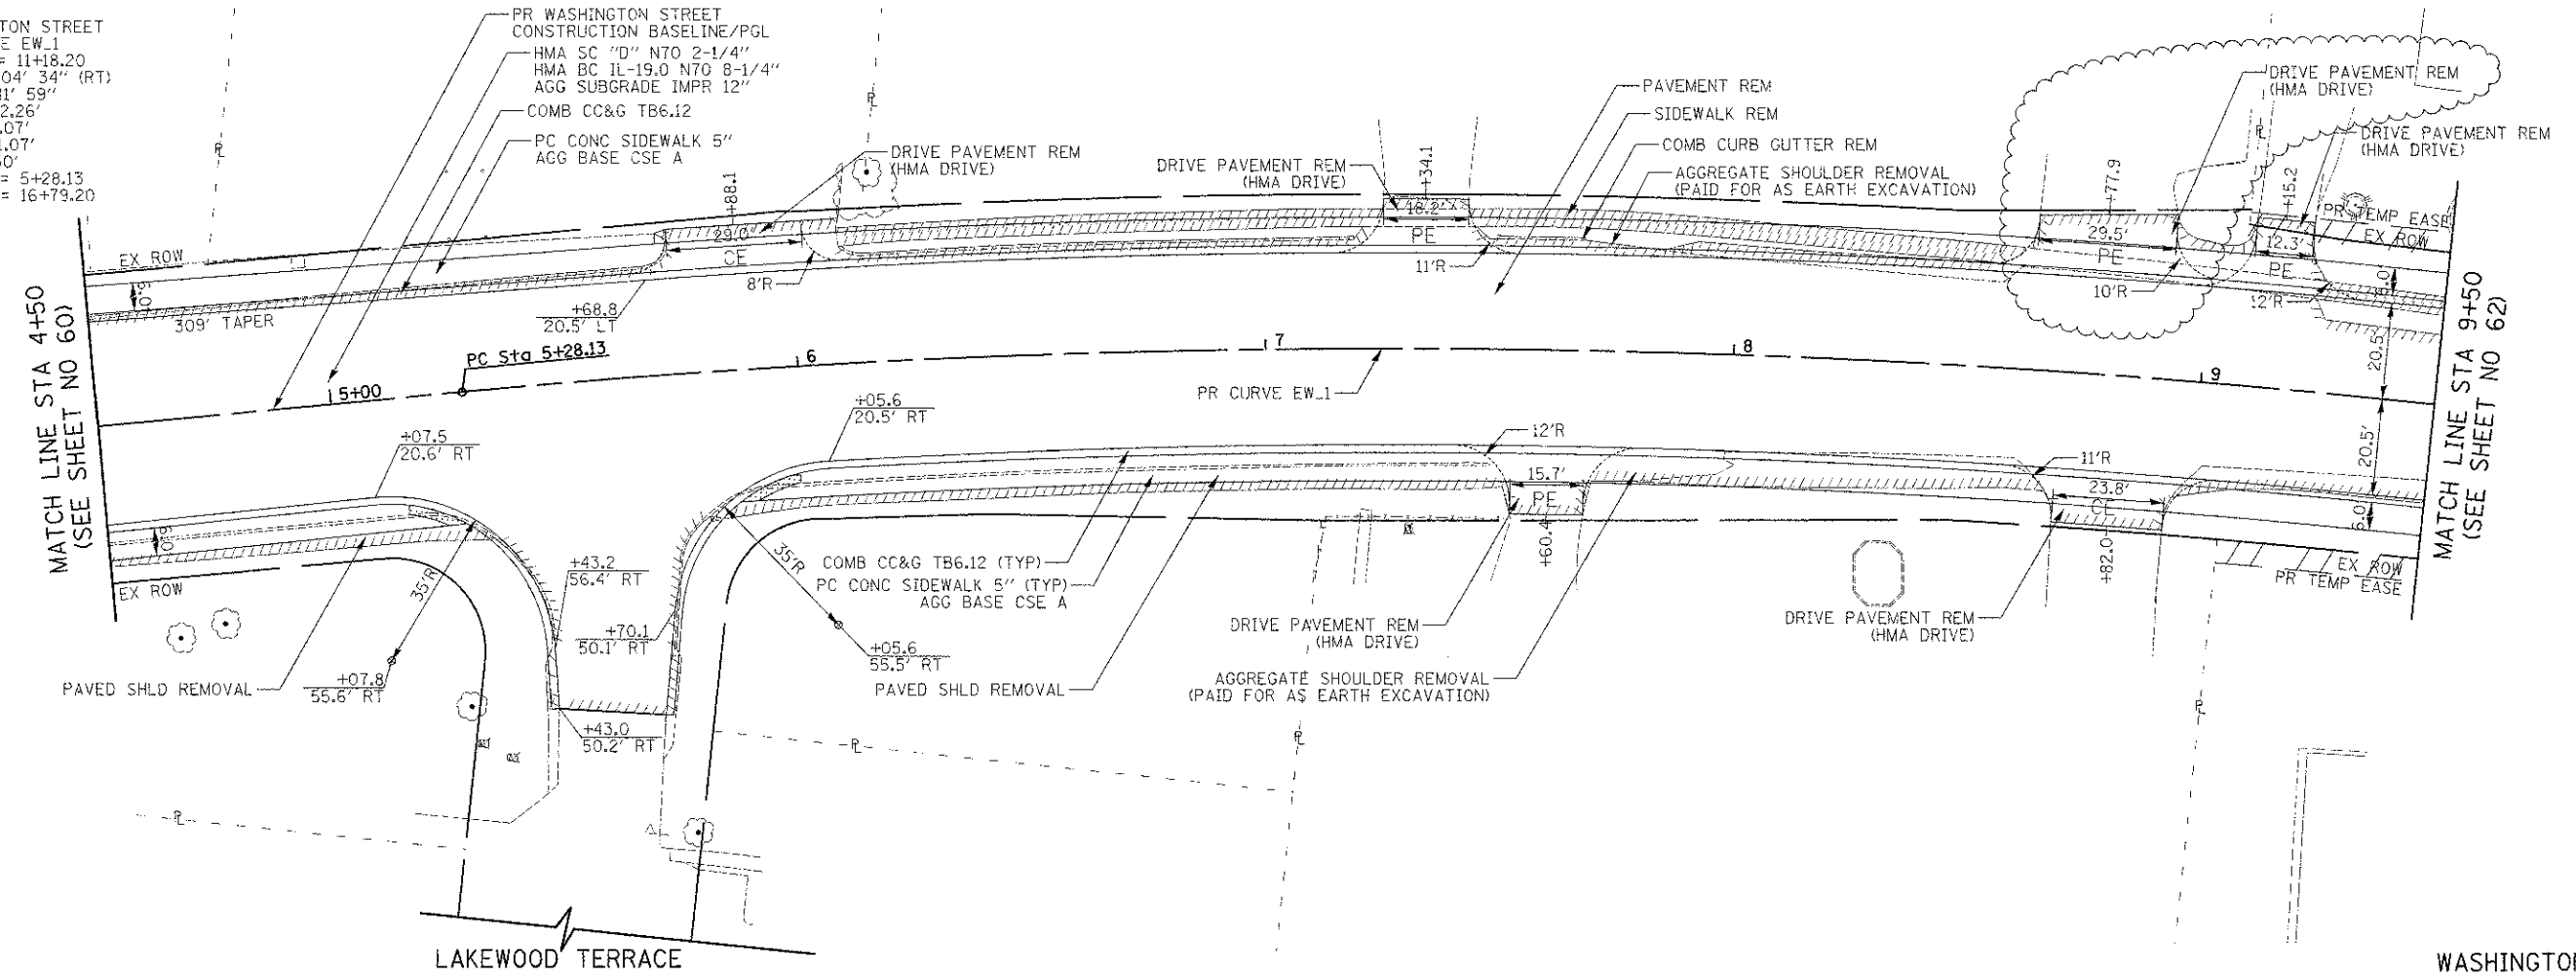 TON STREET
E EW_1
= 11+18.20
04' 34" (RT)
31' 59"
2.26'
.07'
1.07'
50'
= 5+28.13
= 16+79.20
PR WASHINGTON STREET
CONSTRUCTION BASELINE/PGL
HMA SC "D" N70 2-1/4"
HMA BC IL-19.0 N70 8-1/4"
AGG SUBGRADE IMPR 12"
COMB CC&G TB6.12
PC CONC SIDEWALK 5"
AGG BASE CSE A
DRIVE PAVEMENT REM
(HMA DRIVE)
DRIVE PAVEMENT REM
(HMA DRIVE)
PAVEMENT REM
SIDEWALK REM
COMB CURB GUTTER REM
AGGREGATE SHOULDER REMOVAL
(PAID FOR AS EARTH EXCAVATION)
DRIVE PAVEMENT REM
(HMA DRIVE)
DRIVE PAVEMENT REM
(HMA DRIVE)
PL
PL
PL
+88.1
+34.1
+77.9
+15.2
EX ROW
29.0'
CE
18.2'
PE
29.5'
PE
12.3'
PE
PR TEMP EASE
EX ROW
8'R
11'R
10'R
12'R
5.0'
309' TAPER
+68.8
20.5' LT
20.5'
PC Sta 5+28.13
5+00
6
7
8
9
PR CURVE EW_1
MATCH LINE STA 4+50
(SEE SHEET NO 60)
MATCH LINE STA 9+50
(SEE SHEET NO 62)
+07.5
20.6' RT
+05.6
20.5' RT
12'R
11'R
20.5'
15.7'
PE
23.8'
CE
5.0'
5.0'
EX ROW
35'R
35'R
+43.2
56.4' RT
COMB CC&G TB6.12 (TYP)
PC CONC SIDEWALK 5" (TYP)
AGG BASE CSE A
+60.4
+82.0
EX ROW
PR TEMP EASE
+70.1
50.1' RT
+05.6
55.5' RT
DRIVE PAVEMENT REM
(HMA DRIVE)
DRIVE PAVEMENT REM
(HMA DRIVE)
PAVED SHLD REMOVAL
+07.8
55.6' RT
PAVED SHLD REMOVAL
AGGREGATE SHOULDER REMOVAL
(PAID FOR AS EARTH EXCAVATION)
+43.0
50.2' RT
PL
PL
PL
PL
LAKEWOOD TERRACE
WASHINGTO